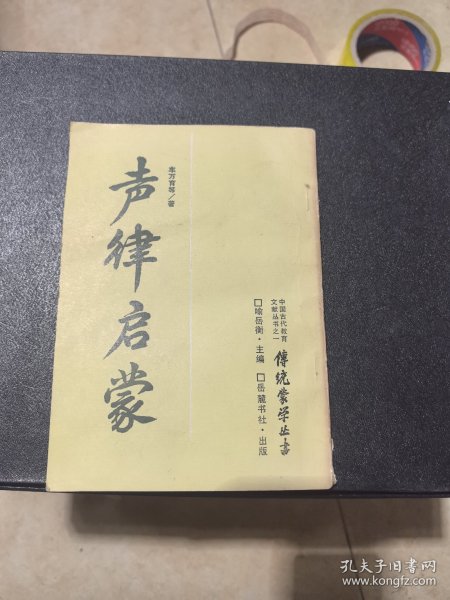 声律启蒙
车万育等/著
中国古代教育
文献丛书之一
傳统蒙学丛书
□喻岳衡·主编 □岳麓书社·出版
孔夫子旧书网
www.kongfz.com